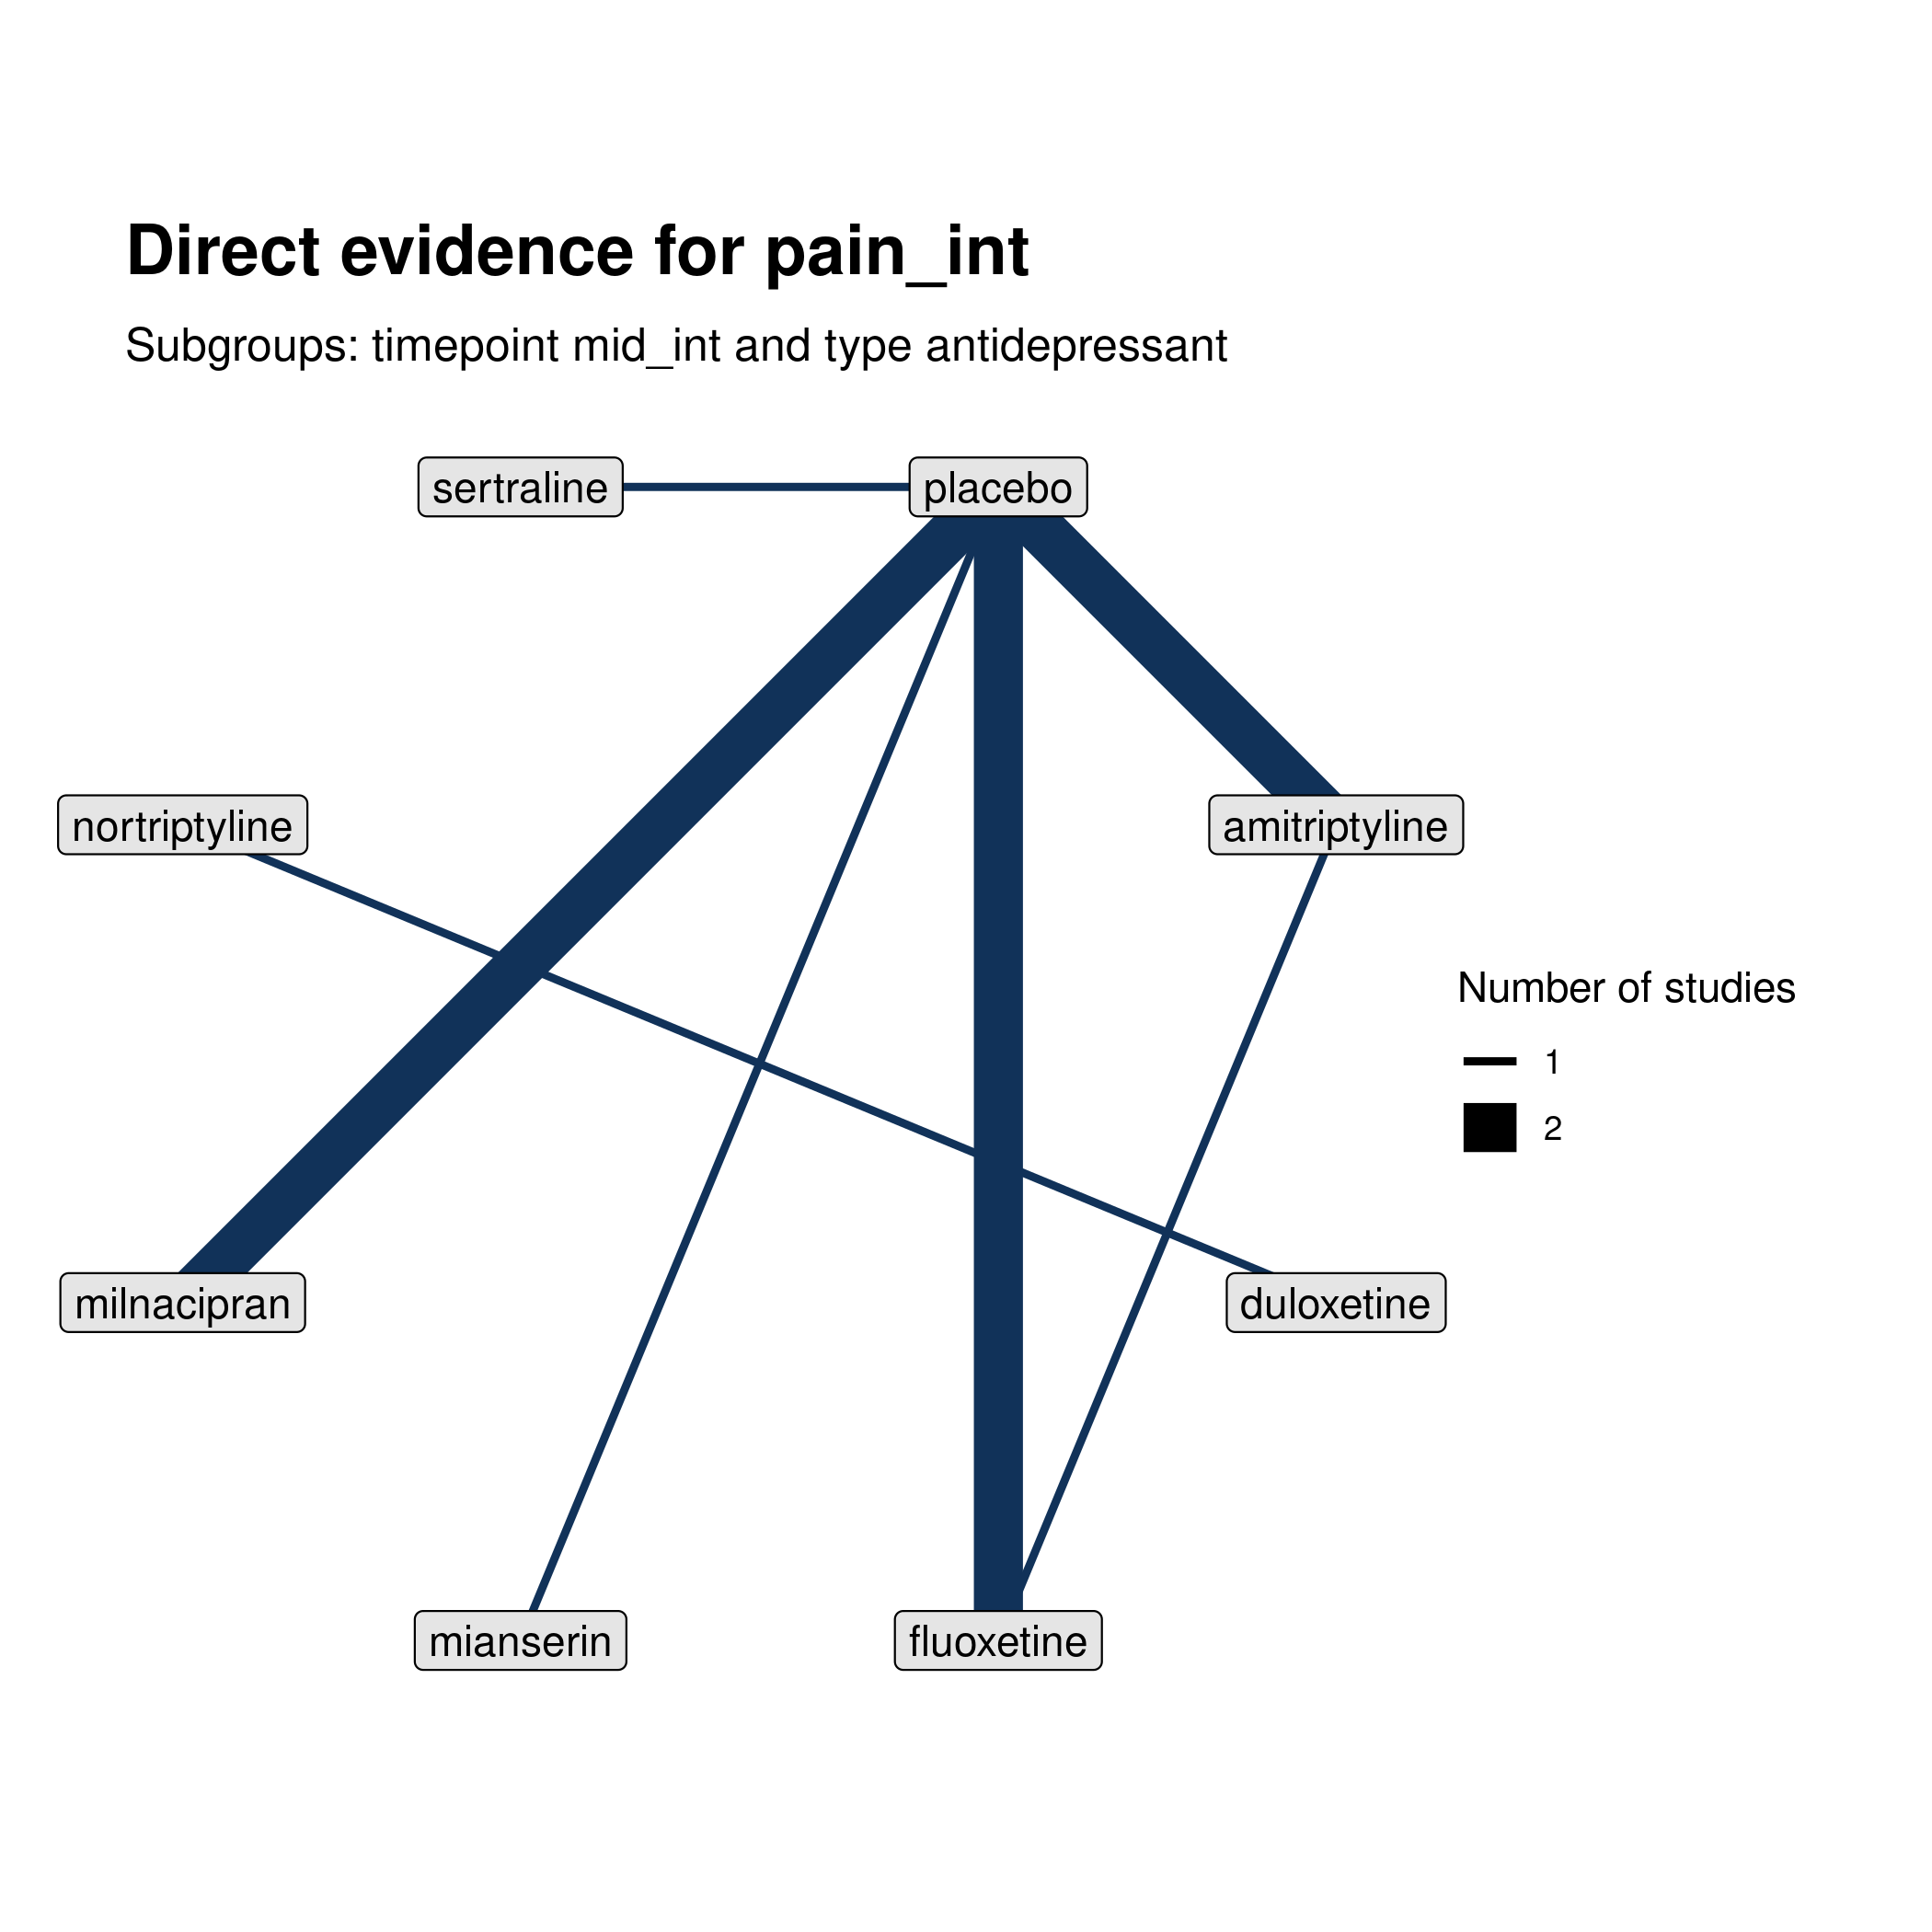 Direct evidence for pain_int
Subgroups: timepoint mid_int and type antidepressant
sertraline
placebo
nortriptyline
amitriptyline
Number of studies
1
2
milnacipran
duloxetine
mianserin
fluoxetine